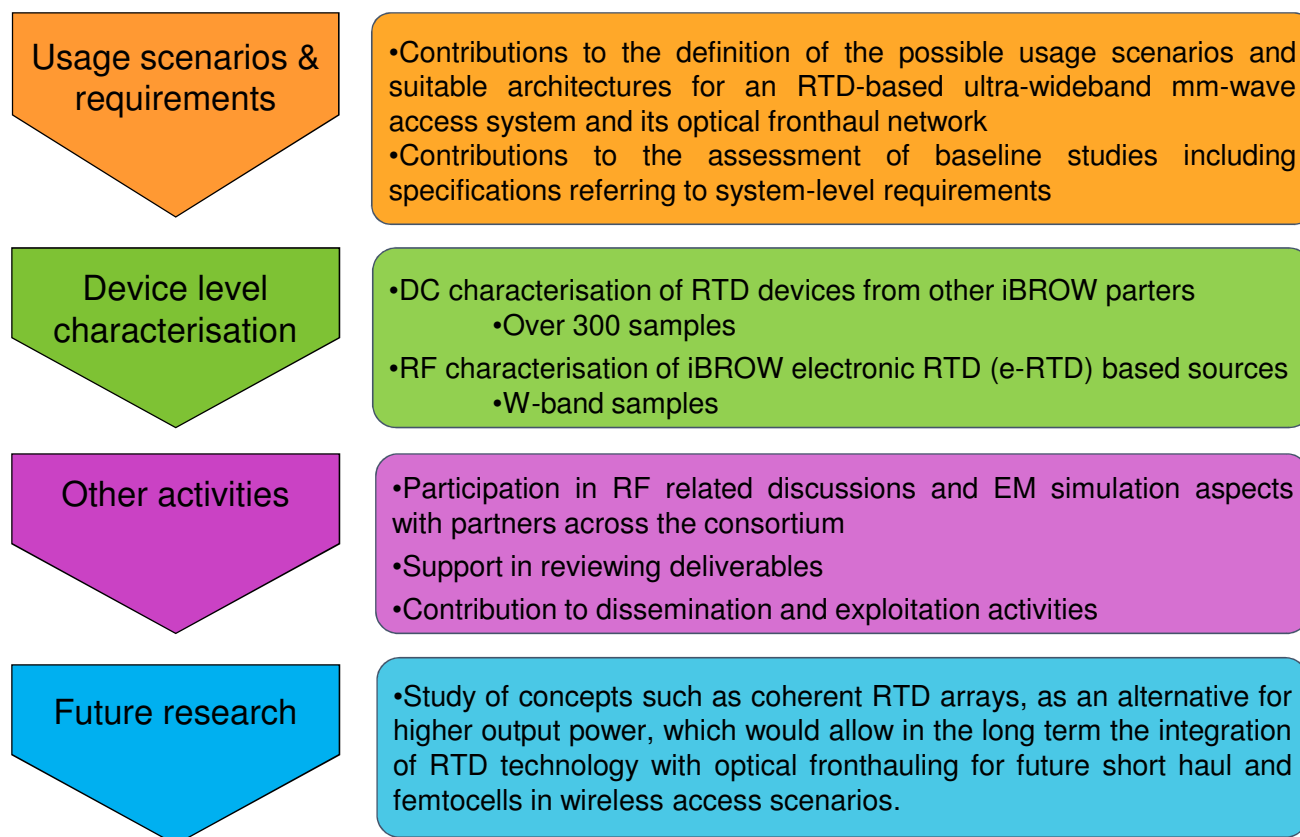 Usage scenarios &
requirements
•Contributions to the definition of the possible usage scenarios and
suitable architectures for an RTD-based ultra-wideband mm-wave
access system and its optical fronthaul network
•Contributions to the assessment of baseline studies including
specifications referring to system-level requirements
Device level
characterisation
•DC characterisation of RTD devices from other iBROW parters
•Over 300 samples
•RF characterisation of iBROW electronic RTD (e-RTD) based sources
•W-band samples
Other activities
•Participation in RF related discussions and EM simulation aspects
with partners across the consortium
•Support in reviewing deliverables
•Contribution to dissemination and exploitation activities
Future research
•Study of concepts such as coherent RTD arrays, as an alternative for
higher output power, which would allow in the long term the integration
of RTD technology with optical fronthauling for future short haul and
femtocells in wireless access scenarios.